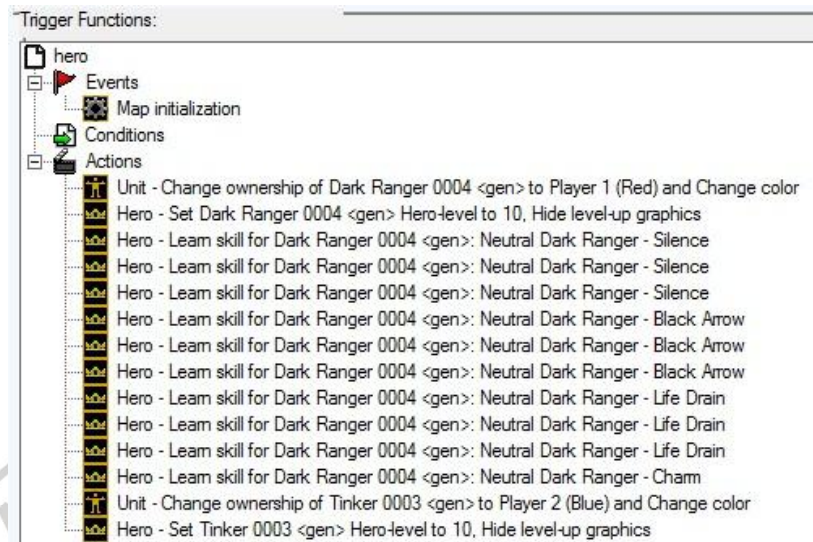 Trigger Functions:
hero
Events
Map initialization
Conditions
Actions
Unit - Change ownership of Dark Ranger 0004 <gen> to Player 1 (Red) and Change color
Hero - Set Dark Ranger 0004 <gen> Hero-level to 10, Hide level-up graphics
Hero - Learn skill for Dark Ranger 0004 <gen>: Neutral Dark Ranger - Silence
Hero - Learn skill for Dark Ranger 0004 <gen>: Neutral Dark Ranger - Silence
Hero - Learn skill for Dark Ranger 0004 <gen>: Neutral Dark Ranger - Silence
Hero - Learn skill for Dark Ranger 0004 <gen>: Neutral Dark Ranger - Black Arrow
Hero - Learn skill for Dark Ranger 0004 <gen>: Neutral Dark Ranger - Black Arrow
Hero - Learn skill for Dark Ranger 0004 <gen>: Neutral Dark Ranger - Black Arrow
Hero - Learn skill for Dark Ranger 0004 <gen>: Neutral Dark Ranger - Life Drain
Hero - Learn skill for Dark Ranger 0004 <gen>: Neutral Dark Ranger - Life Drain
Hero - Learn skill for Dark Ranger 0004 <gen>: Neutral Dark Ranger - Life Drain
Hero - Learn skill for Dark Ranger 0004 <gen>: Neutral Dark Ranger - Charm
Unit - Change ownership of Tinker 0003 <gen> to Player 2 (Blue) and Change color
Hero - Set Tinker 0003 <gen> Hero-level to 10, Hide level-up graphics